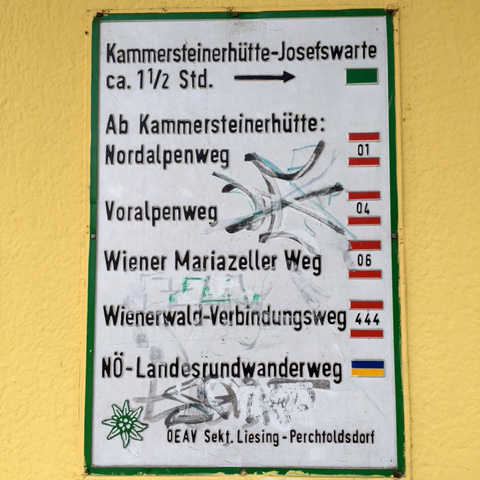 Kammersteinerhütte-Josefswarte
ca. 1½ Std.
Ab Kammersteinerhütte:
Nordalpenweg 01
Voralpenweg 04
Wiener Mariazeller Weg 06
Wienerwald-Verbindungsweg 444
NÖ-Landesrundwanderweg
OEAV Sekt. Liesing - Perchtoldsdorf